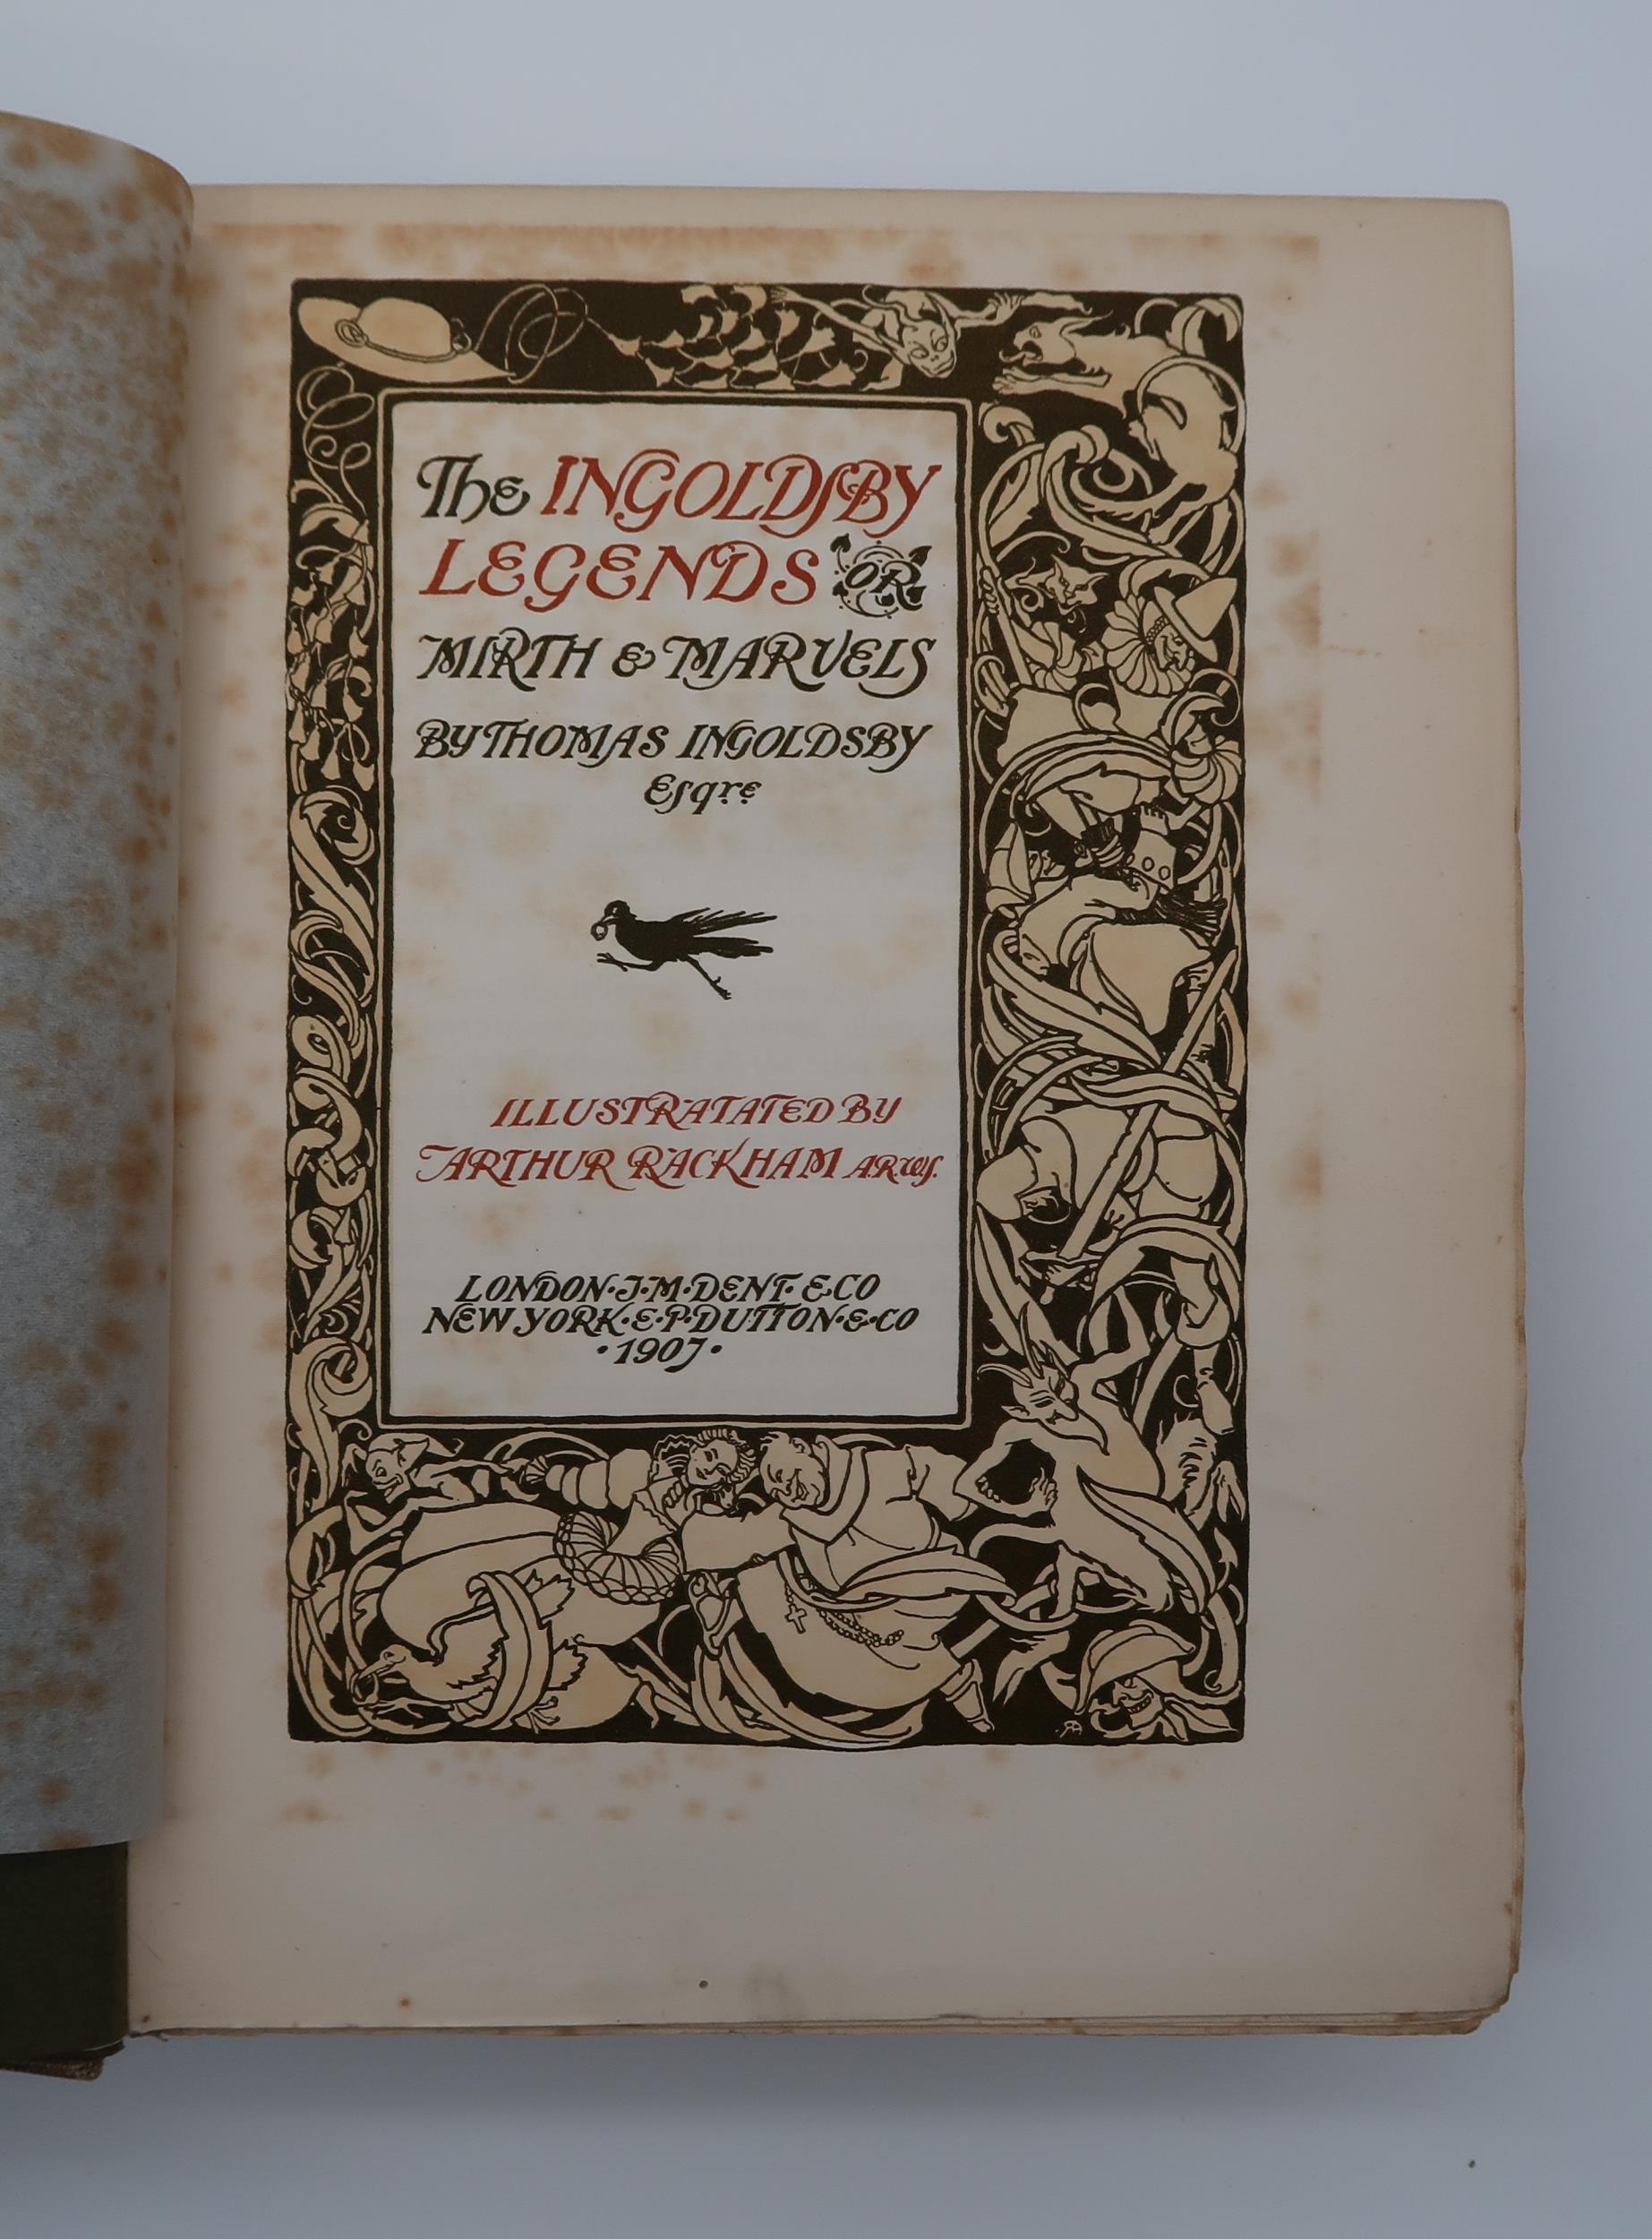 The INGOLDSBY
LEGENDS OR
MIRTH & MARVELS
BY THOMAS INGOLDSBY
Esqre
ILLUSTRATATED BY
ARTHUR RACKHAM A.R.W.S.
LONDON·J·M·DENT·&CO
NEW YORK·E·P·DUTTON·&·CO
·1907·